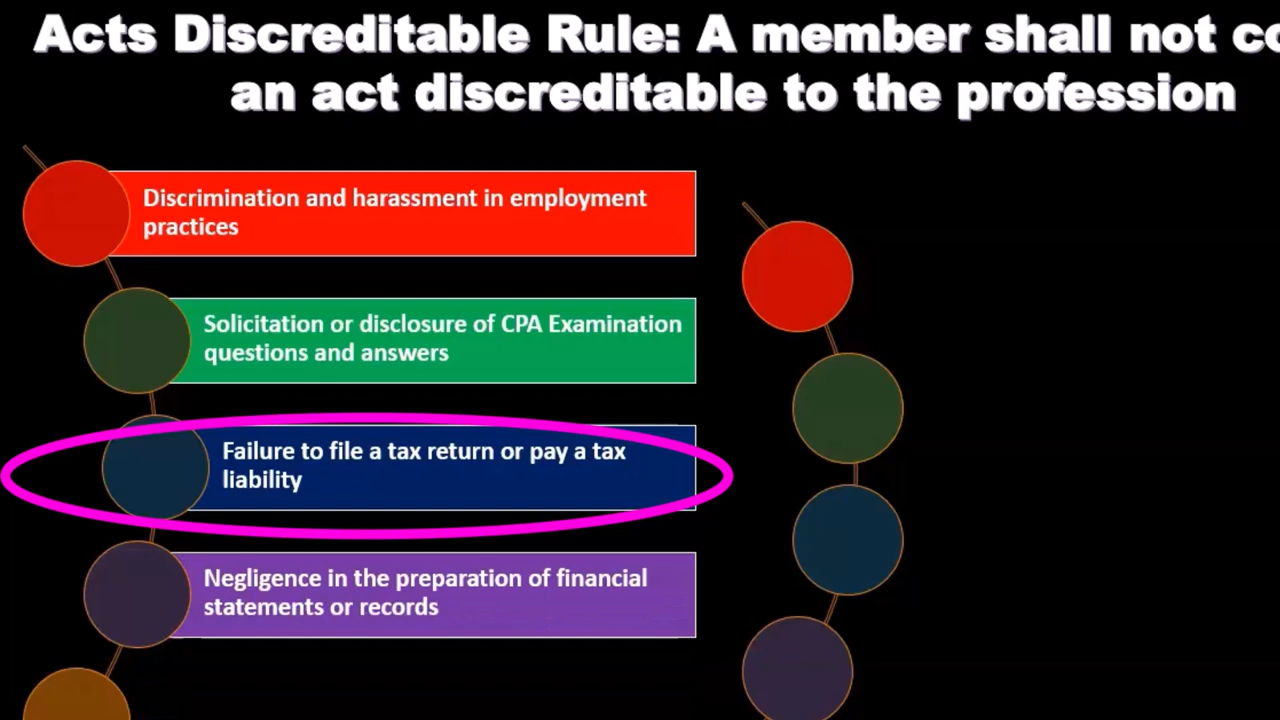 Acts Discreditable Rule: A member shall not co
an act discreditable to the profession
Discrimination and harassment in employment
practices
Solicitation or disclosure of CPA Examination
questions and answers
Failure to file a tax return or pay a tax
liability
Negligence in the preparation of financial
statements or records